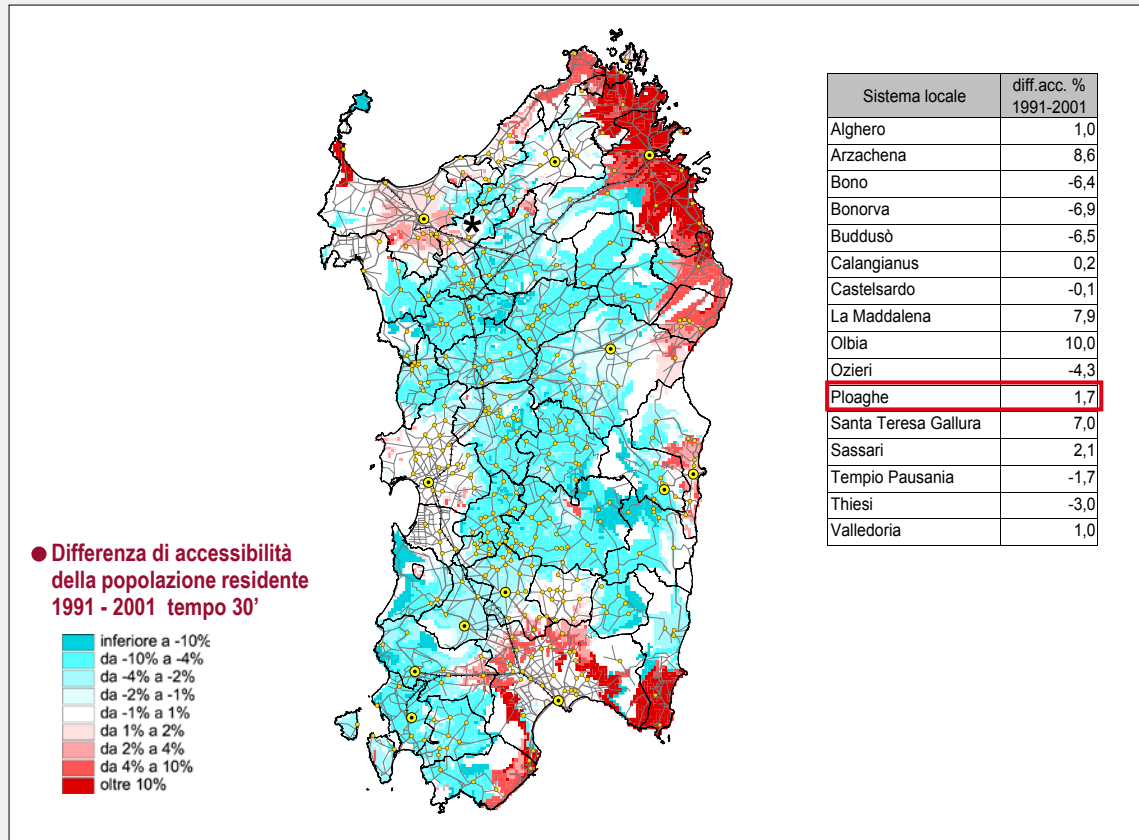 Sistema locale diff.acc. % 1991-2001
Alghero 1,0
Arzachena 8,6
Bono -6,4
Bonorva -6,9
Buddusò -6,5
Calangianus 0,2
Castelsardo -0,1
La Maddalena 7,9
Olbia 10,0
Ozieri -4,3
Ploaghe 1,7
Santa Teresa Gallura 7,0
Sassari 2,1
Tempio Pausania -1,7
Thiesi -3,0
Valledoria 1,0
*
Differenza di accessibilità
della popolazione residente
1991 - 2001 tempo 30’
inferiore a -10%
da -10% a -4%
da -4% a -2%
da -2% a -1%
da -1% a 1%
da 1% a 2%
da 2% a 4%
da 4% a 10%
oltre 10%